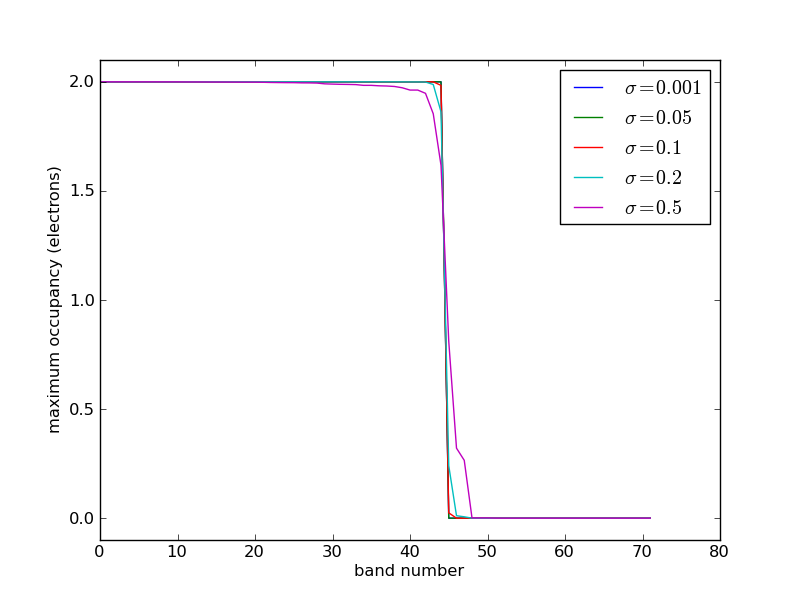 2.0
1.5
1.0
0.5
0.0
maximum occupancy (electrons)
σ=0.001
σ=0.05
σ=0.1
σ=0.2
σ=0.5
0 10 20 30 40 50 60 70 80
band number